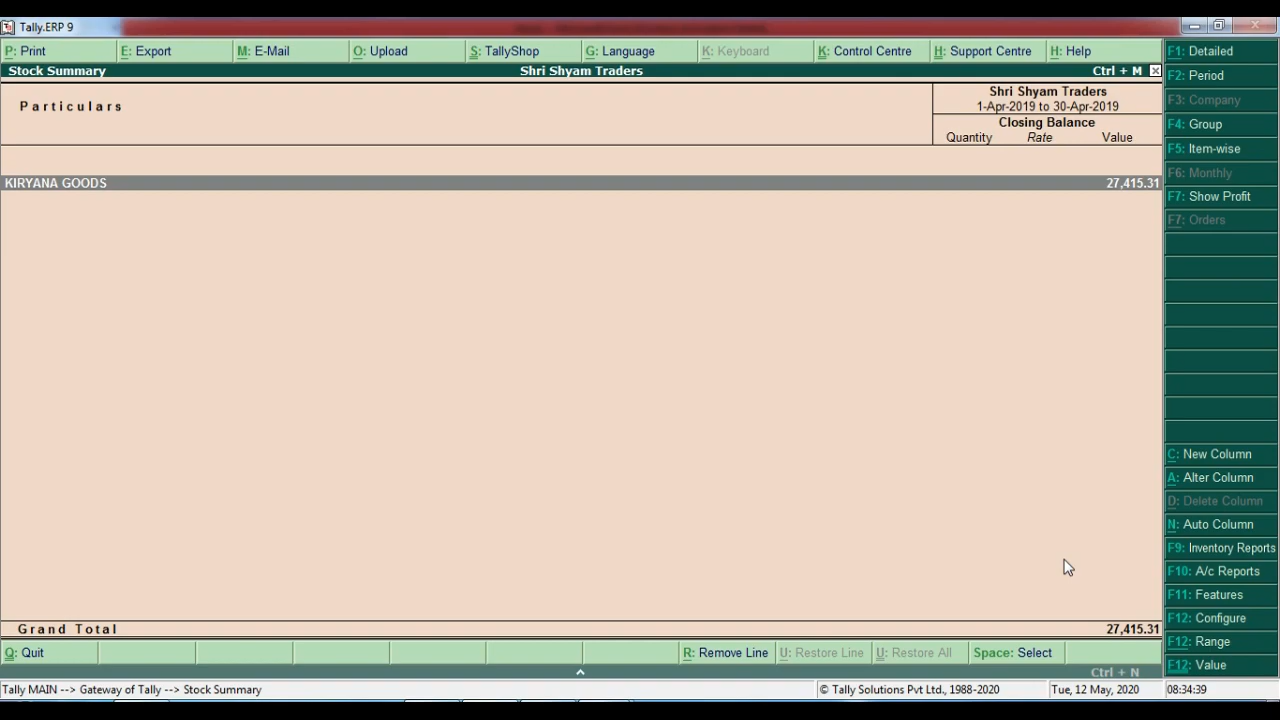 Tally.ERP 9
P: Print E: Export M: E-Mail O: Upload S: TallyShop G: Language K: Keyboard K: Control Centre H: Support Centre H: Help
Stock Summary Shri Shyam Traders Ctrl + M
Particulars
Shri Shyam Traders
1-Apr-2019 to 30-Apr-2019
Closing Balance
Quantity Rate Value
KIRYANA GOODS 27,415.31
Grand Total 27,415.31
Q: Quit R: Remove Line U: Restore Line U: Restore All Space: Select
Ctrl + N
Tally MAIN --> Gateway of Tally --> Stock Summary © Tally Solutions Pvt Ltd., 1988-2020 Tue, 12 May, 2020 08:34:39
F1: Detailed
F2: Period
F3: Company
F4: Group
F5: Item-wise
F6: Monthly
F7: Show Profit
F7: Orders
C: New Column
A: Alter Column
D: Delete Column
N: Auto Column
F9: Inventory Reports
F10: A/c Reports
F11: Features
F12: Configure
F12: Range
F12: Value